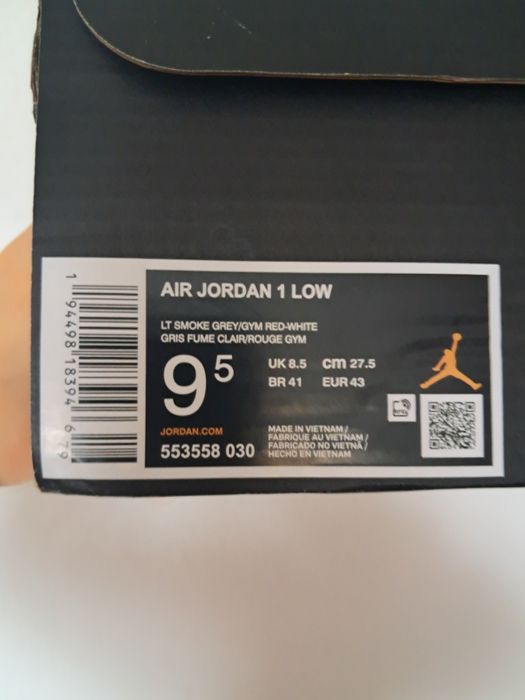 AIR JORDAN 1 LOW
LT SMOKE GREY/GYM RED-WHITE
GRIS FUME CLAIR/ROUGE GYM
9 5
UK 8.5 cm 27.5
BR 41 EUR 43
JORDAN.COM
553558 030
MADE IN VIETNAM /
FABRIQUE AU VIETNAM /
FABRICADO NO VIETNÃ /
HECHO EN VIETNAM
1 94498 18394 6 79